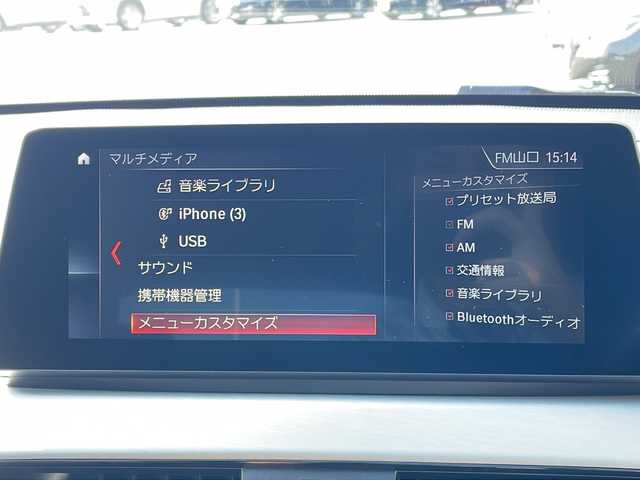 マルチメディア
FM山口 15:14
音楽ライブラリ
iPhone (3)
USB
サウンド
携帯機器管理
メニューカスタマイズ
メニューカスタマイズ
プリセット放送局
FM
AM
交通情報
音楽ライブラリ
Bluetoothオーディオ